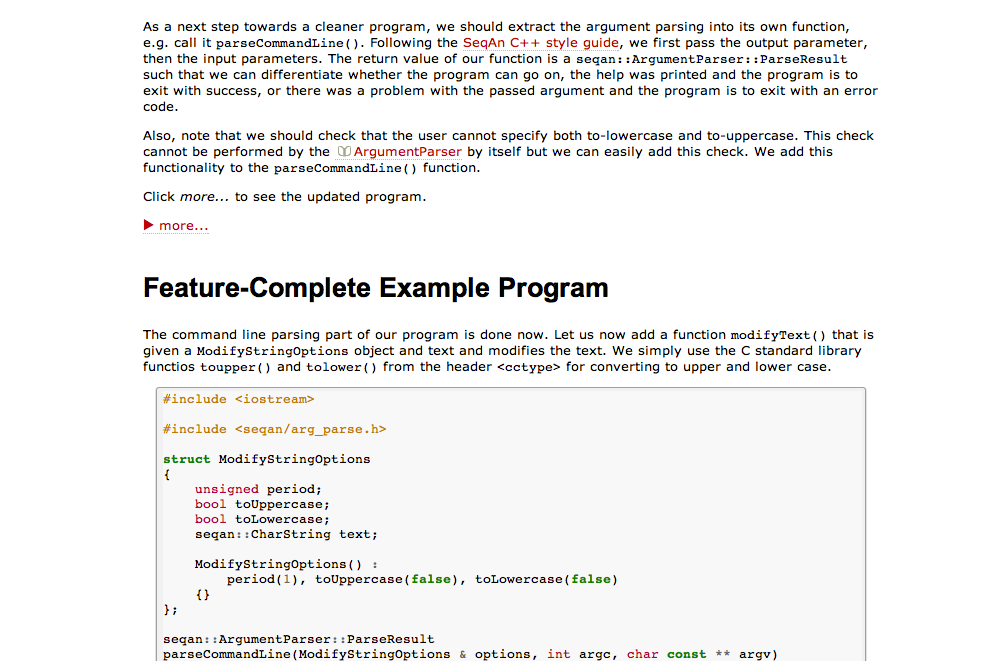 As a next step towards a cleaner program, we should extract the argument parsing into its own function,
e.g. call it parseCommandLine(). Following the SeqAn C++ style guide, we first pass the output parameter,
then the input parameters. The return value of our function is a seqan::ArgumentParser::ParseResult
such that we can differentiate whether the program can go on, the help was printed and the program is to
exit with success, or there was a problem with the passed argument and the program is to exit with an error
code.
Also, note that we should check that the user cannot specify both to-lowercase and to-uppercase. This check
cannot be performed by the ArgumentParser by itself but we can easily add this check. We add this
functionality to the parseCommandLine() function.
Click more... to see the updated program.
more...
Feature-Complete Example Program
The command line parsing part of our program is done now. Let us now add a function modifyText() that is
given a ModifyStringOptions object and text and modifies the text. We simply use the C standard library
functios toupper() and tolower() from the header <cctype> for converting to upper and lower case.
#include <iostream>
#include <seqan/arg_parse.h>
struct ModifyStringOptions
{
    unsigned period;
    bool toUppercase;
    bool toLowercase;
    seqan::CharString text;
    ModifyStringOptions() :
        period(1), toUppercase(false), toLowercase(false)
    {}
};
seqan::ArgumentParser::ParseResult
parseCommandLine(ModifyStringOptions & options, int argc, char const ** argv)